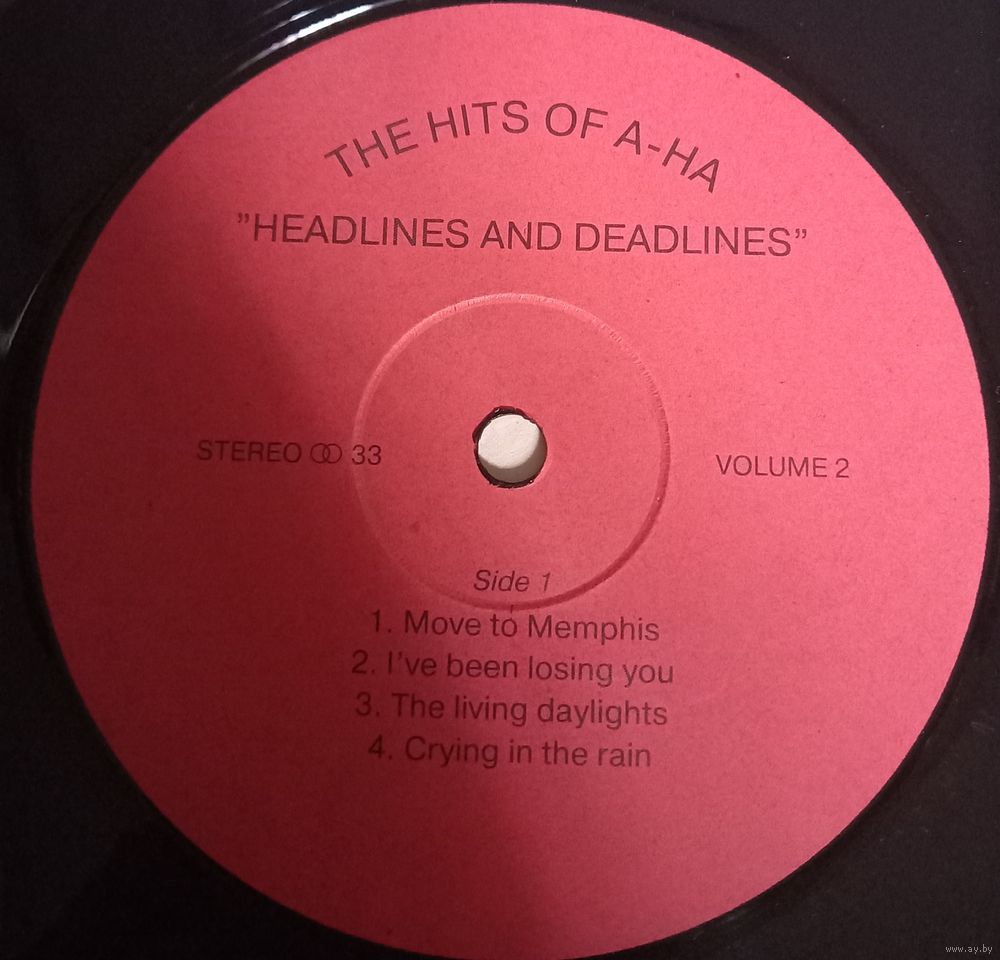 THE HITS OF A-HA
"HEADLINES AND DEADLINES"
STEREO 33
VOLUME 2
Side 1
1. Move to Memphis
2. I've been losing you
3. The living daylights
4. Crying in the rain
www.ay.by